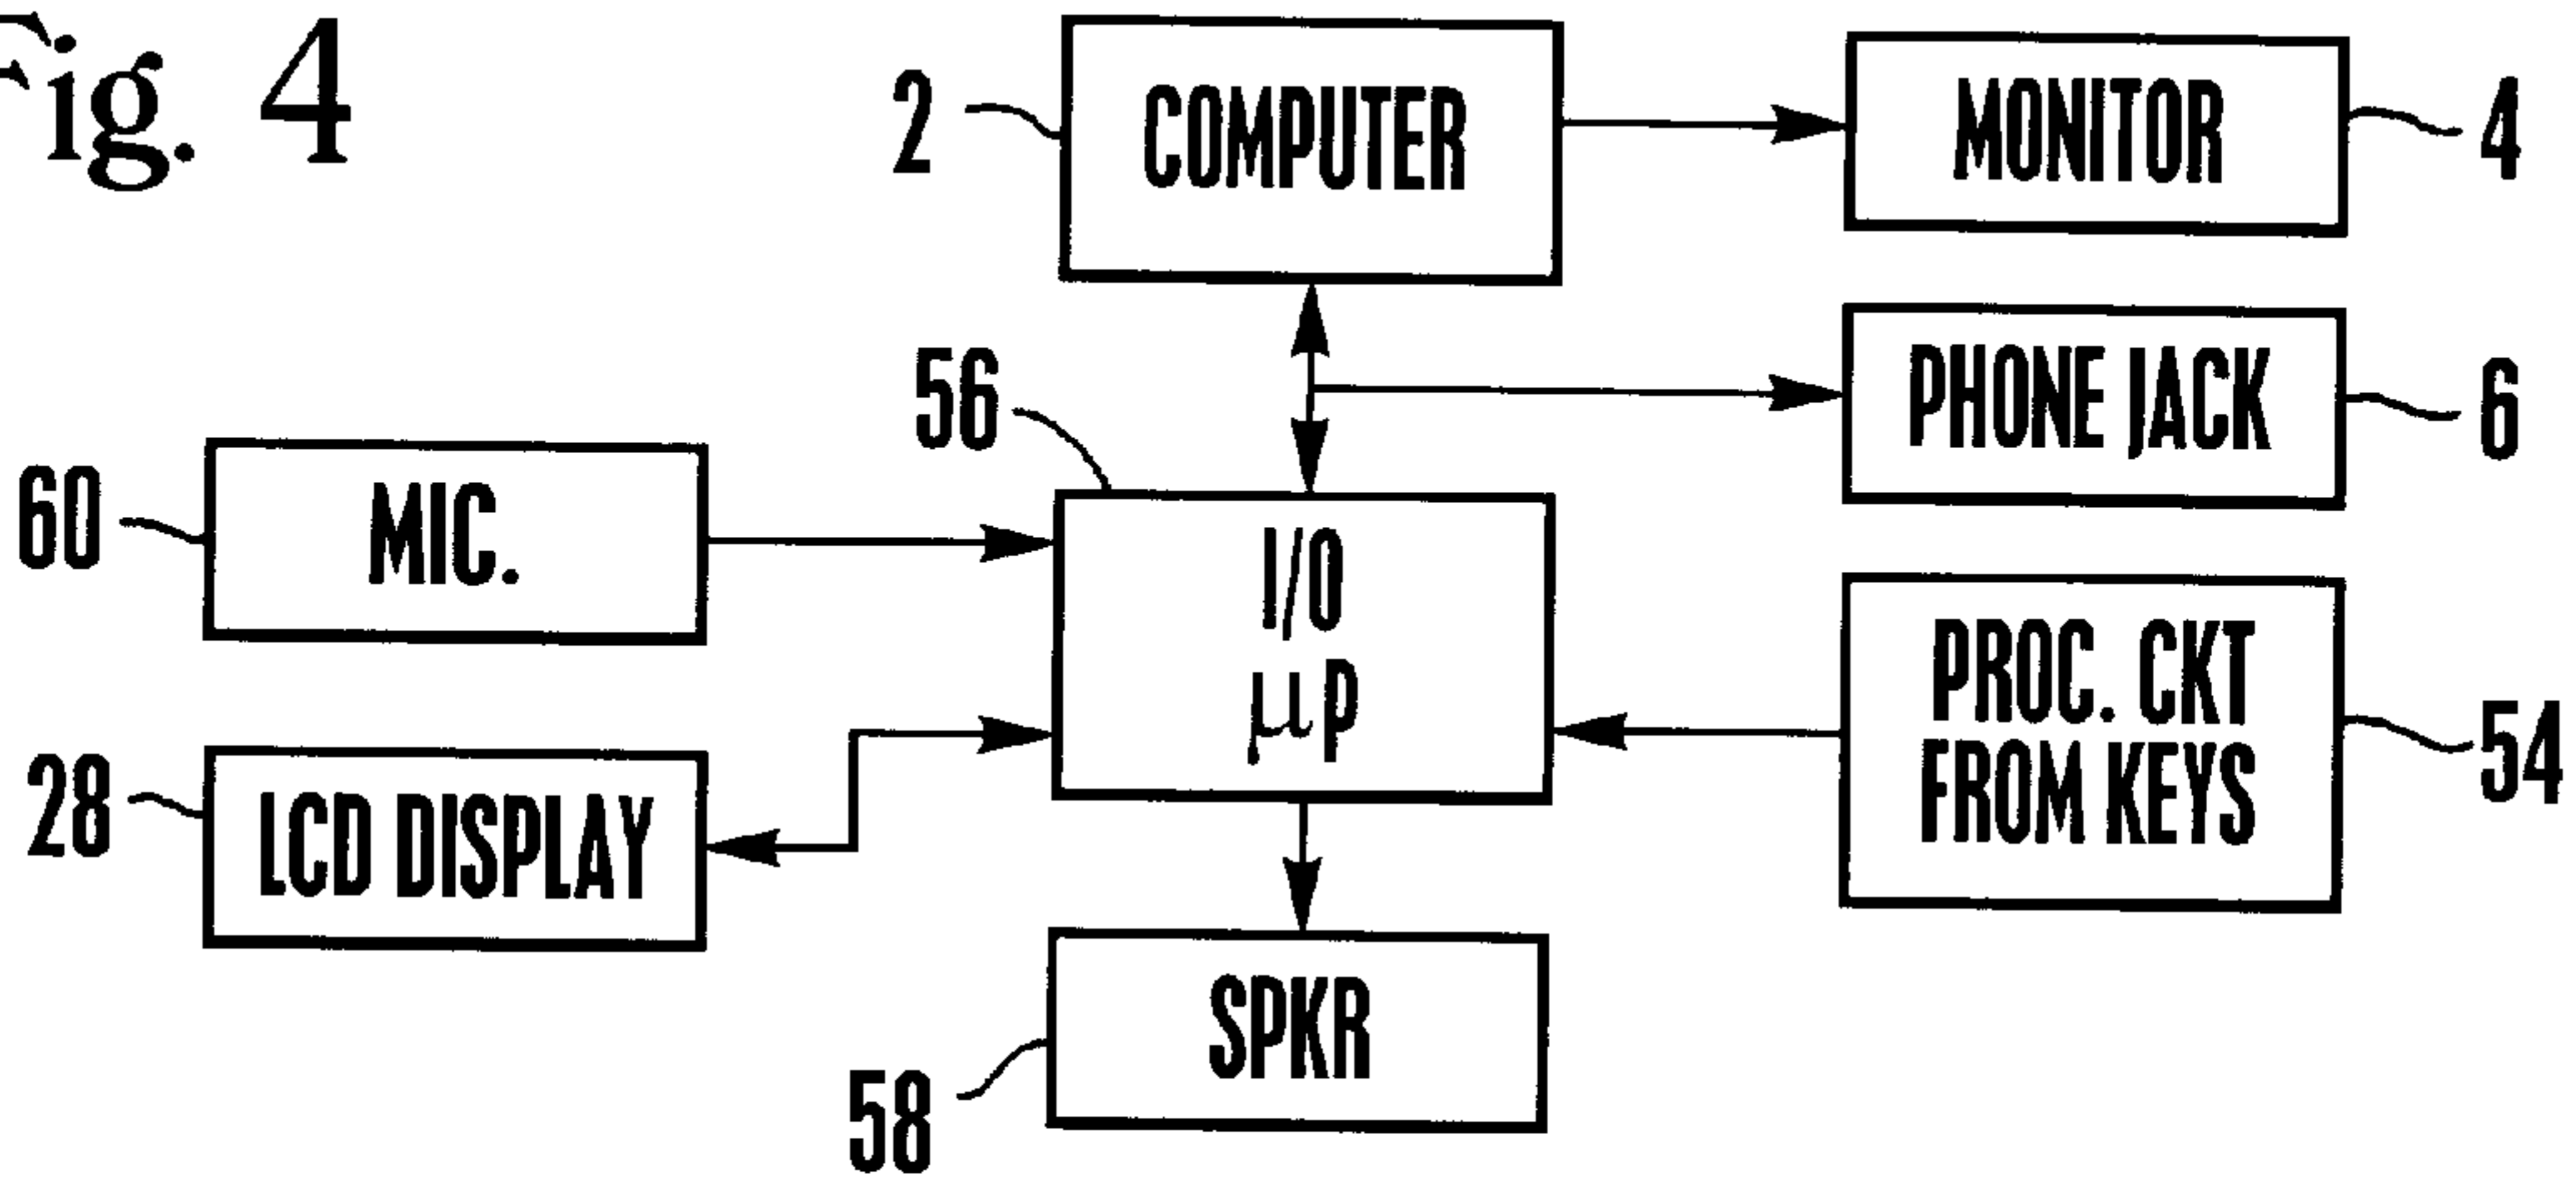 Fig. 4
2
COMPUTER
MONITOR
4
56
PHONE JACK
6
60
MIC.
I/O
μP
PROC. CKT
FROM KEYS
54
28
LCD DISPLAY
SPKR
58